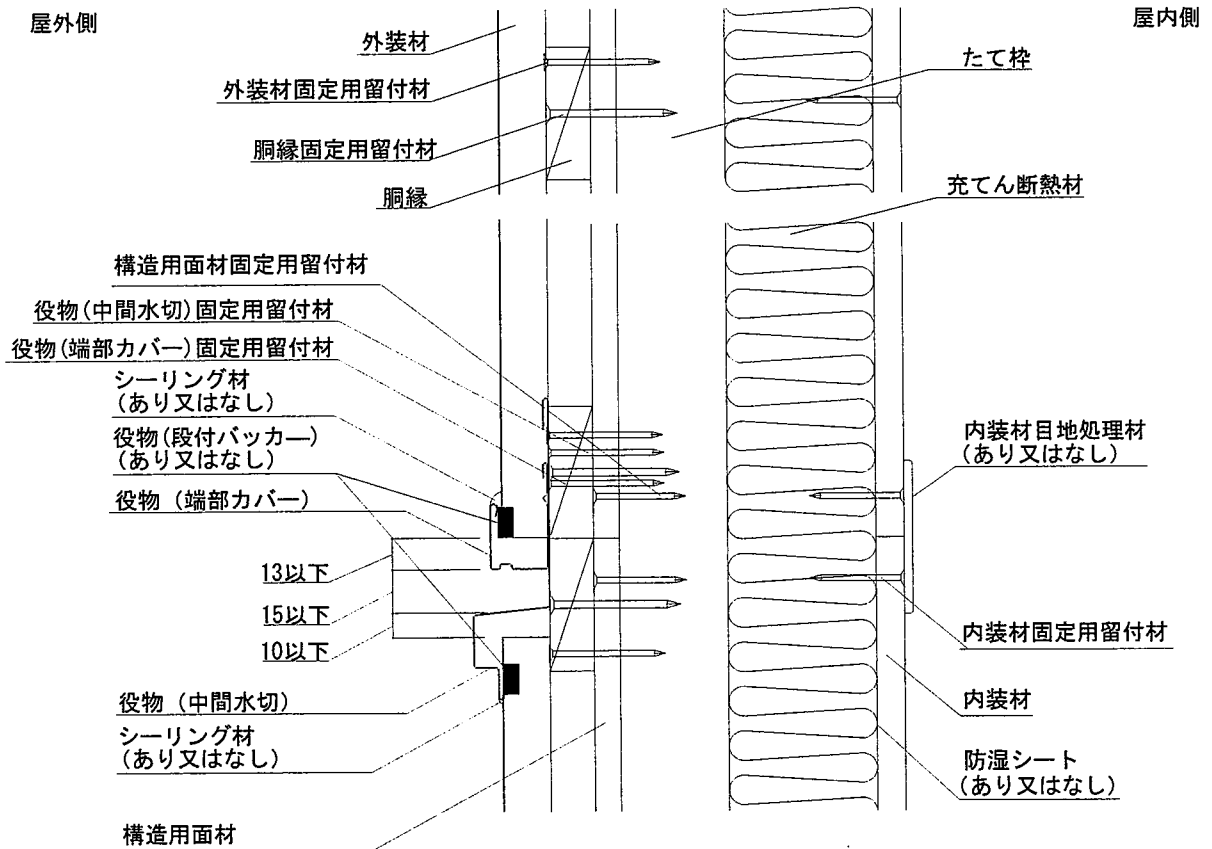 屋外側
屋内側
外装材
外装材固定用留付材
胴縁固定用留付材
胴縁
たて枠
充てん断熱材
構造用面材固定用留付材
役物(中間水切)固定用留付材
役物(端部カバー)固定用留付材
シーリング材
(あり又はなし)
役物(段付バッカ―)
(あり又はなし)
役物 (端部カバー)
13以下
15以下
10以下
役物 (中間水切)
シーリング材
(あり又はなし)
構造用面材
内装材目地処理材
(あり又はなし)
内装材固定用留付材
内装材
防湿シート
(あり又はなし)